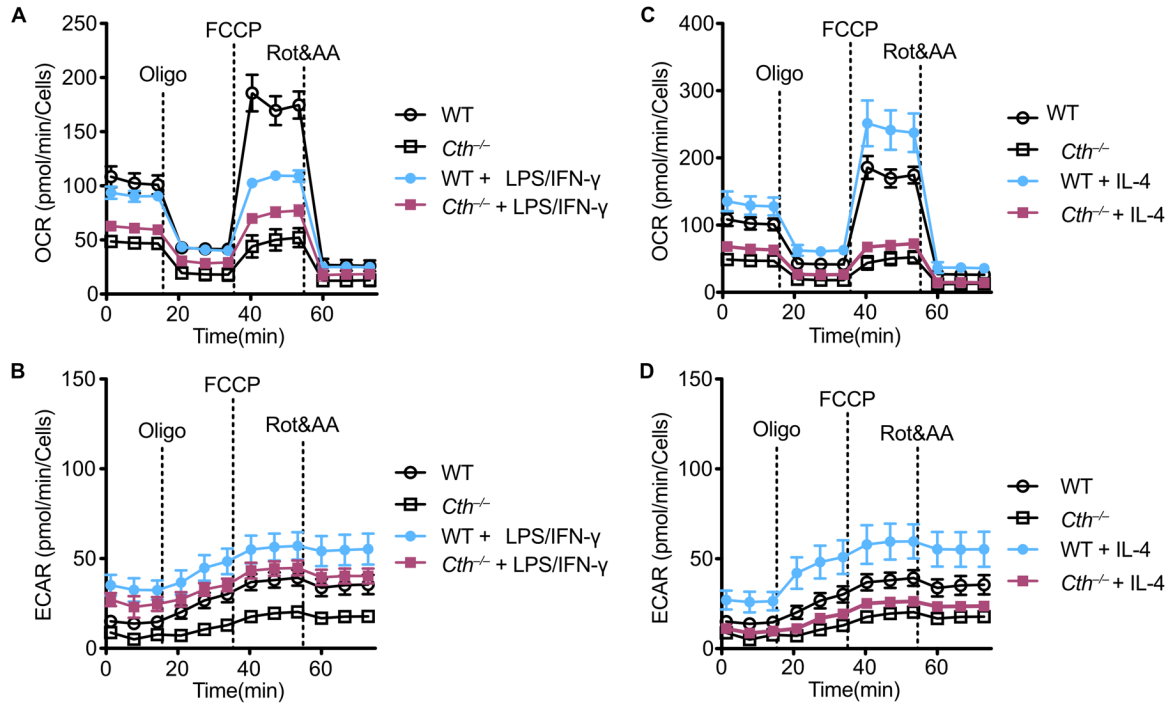 A
OCR (pmol/min/Cells)
250
200
150
100
50
0
0 20 40 60
Time(min)
Oligo
FCCP
Rot&AA
WT
Cth–/–
WT + LPS/IFN-γ
Cth–/– + LPS/IFN-γ
C
OCR (pmol/min/Cells)
400
300
200
100
0
0 20 40 60
Time(min)
Oligo
FCCP
Rot&AA
WT
Cth–/–
WT + IL-4
Cth–/– + IL-4
B
ECAR (pmol/min/Cells)
150
100
50
0
0 20 40 60
Time(min)
Oligo
FCCP
Rot&AA
WT
Cth–/–
WT + LPS/IFN-γ
Cth–/– + LPS/IFN-γ
D
ECAR (pmol/min/Cells)
150
100
50
0
0 20 40 60
Time(min)
Oligo
FCCP
Rot&AA
WT
Cth–/–
WT + IL-4
Cth–/– + IL-4